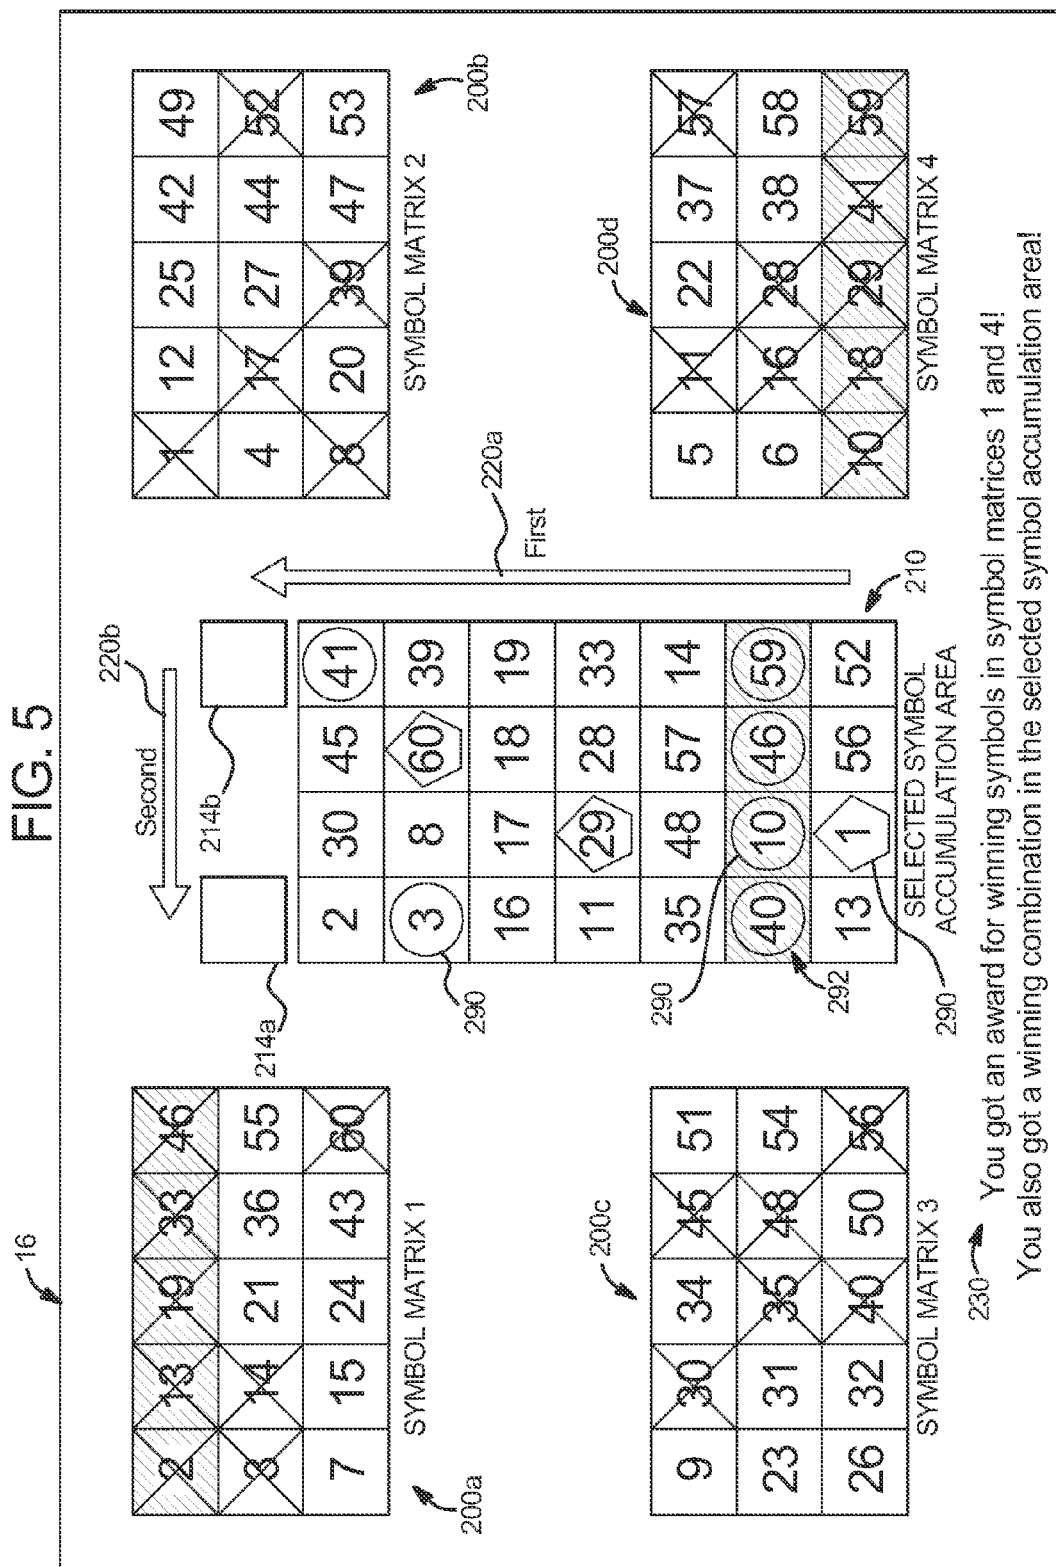 FIG. 5
16
2 13 19 33 46
3 14 21 36 55
7 15 24 43 60
SYMBOL MATRIX 1
200a
Second
220b
214a
214b
2 30 45 41
3 8 60 39
16 17 18 19
11 29 28 33
35 48 57 14
40 10 46 59
13 1 56 52
SELECTED SYMBOL
ACCUMULATION AREA
290
290
292
290
210
First
220a
1 12 25 42 49
4 17 27 44 52
8 20 39 47 53
SYMBOL MATRIX 2
200b
200c
9 30 34 45 51
23 31 35 48 54
26 32 40 50 56
SYMBOL MATRIX 3
200d
5 11 22 37 57
6 16 28 38 58
10 18 29 41 59
SYMBOL MATRIX 4
230
You got an award for winning symbols in symbol matrices 1 and 4!
You also got a winning combination in the selected symbol accumulation area!